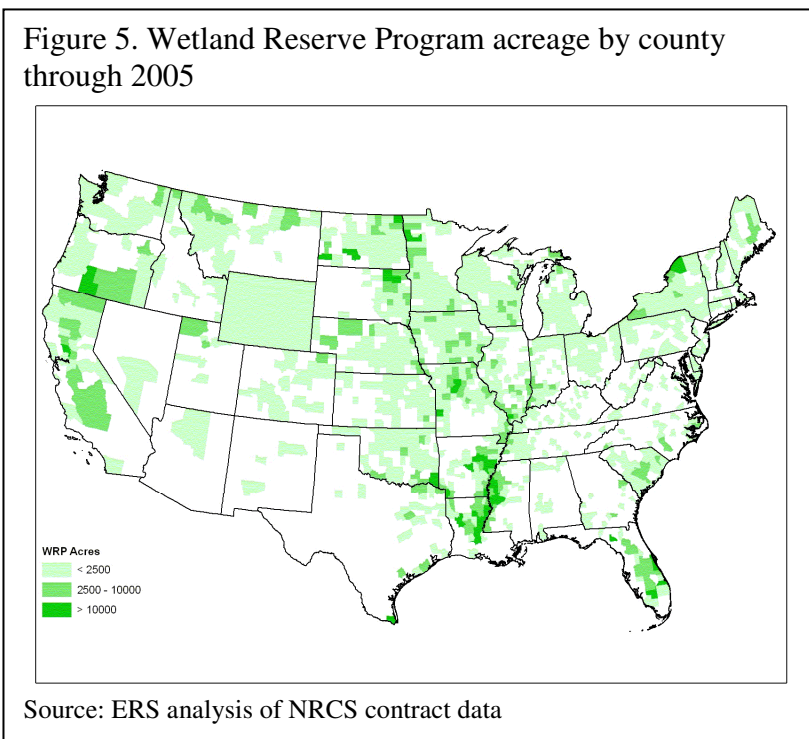 Figure 5. Wetland Reserve Program acreage by county
through 2005
WRP Acres
< 2500
2500 - 10000
> 10000
Source: ERS analysis of NRCS contract data